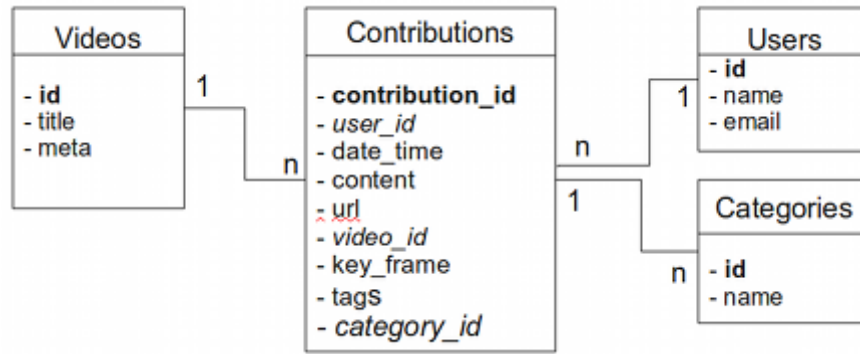 Videos
- id
- title
- meta
1
n
Contributions
- contribution_id
- user_id
- date_time
- content
- url
- video_id
- key_frame
- tags
- category_id
n
1
1
n
Users
- id
- name
- email
Categories
- id
- name